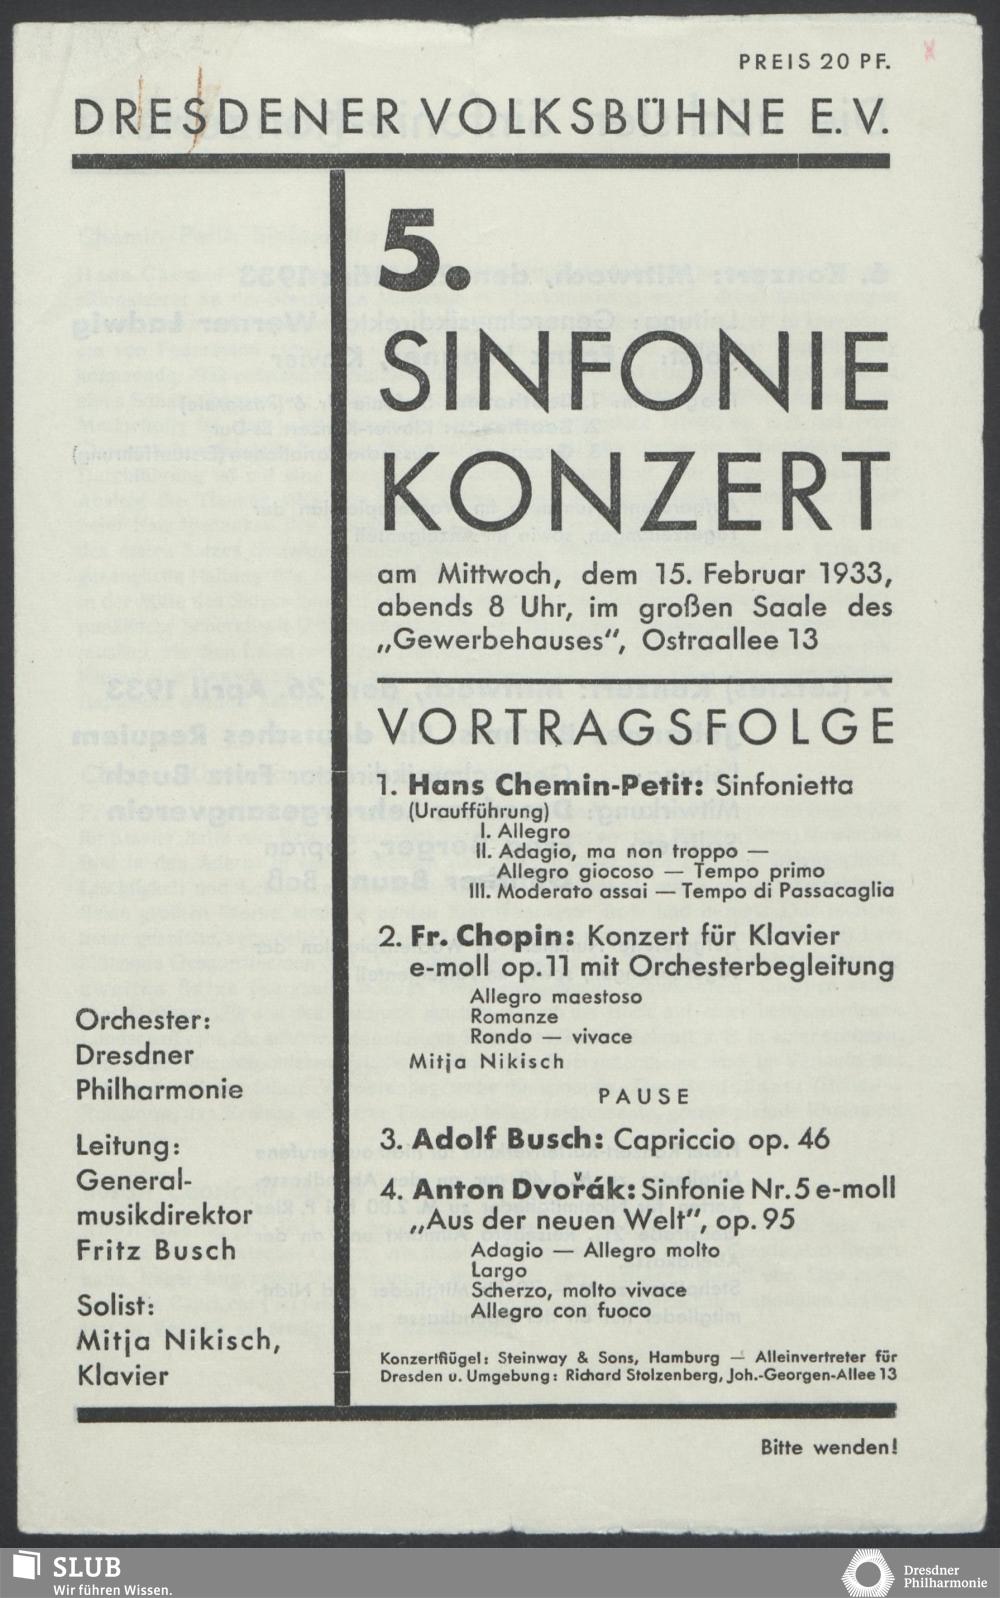 PREIS 20 PF.
DRESDENER VOLKSBÜHNE E.V.
5.
SINFONIE
KONZERT
am Mittwoch, dem 15. Februar 1933,
abends 8 Uhr, im großen Saale des
„Gewerbehauses“, Ostraallee 13
VORTRAGSFOLGE
1. Hans Chemin-Petit: Sinfonietta
(Uraufführung)
I. Allegro
II. Adagio, ma non troppo —
Allegro giocoso — Tempo primo
III. Moderato assai — Tempo di Passacaglia
2. Fr. Chopin: Konzert für Klavier
e-moll op. 11 mit Orchesterbegleitung
Allegro maestoso
Romanze
Rondo — vivace
Mitja Nikisch
PAUSE
3. Adolf Busch: Capriccio op. 46
4. Anton Dvořák: Sinfonie Nr. 5 e-moll
„Aus der neuen Welt“, op. 95
Adagio — Allegro molto
Largo
Scherzo, molto vivace
Allegro con fuoco
Konzertflügel: Steinway & Sons, Hamburg — Alleinvertreter für
Dresden u. Umgebung: Richard Stolzenberg, Joh.-Georgen-Allee 13
Orchester:
Dresdner
Philharmonie
Leitung:
General-
musikdirektor
Fritz Busch
Solist:
Mitja Nikisch,
Klavier
Bitte wenden!
SLUB
Wir führen Wissen.
Dresdner
Philharmonie